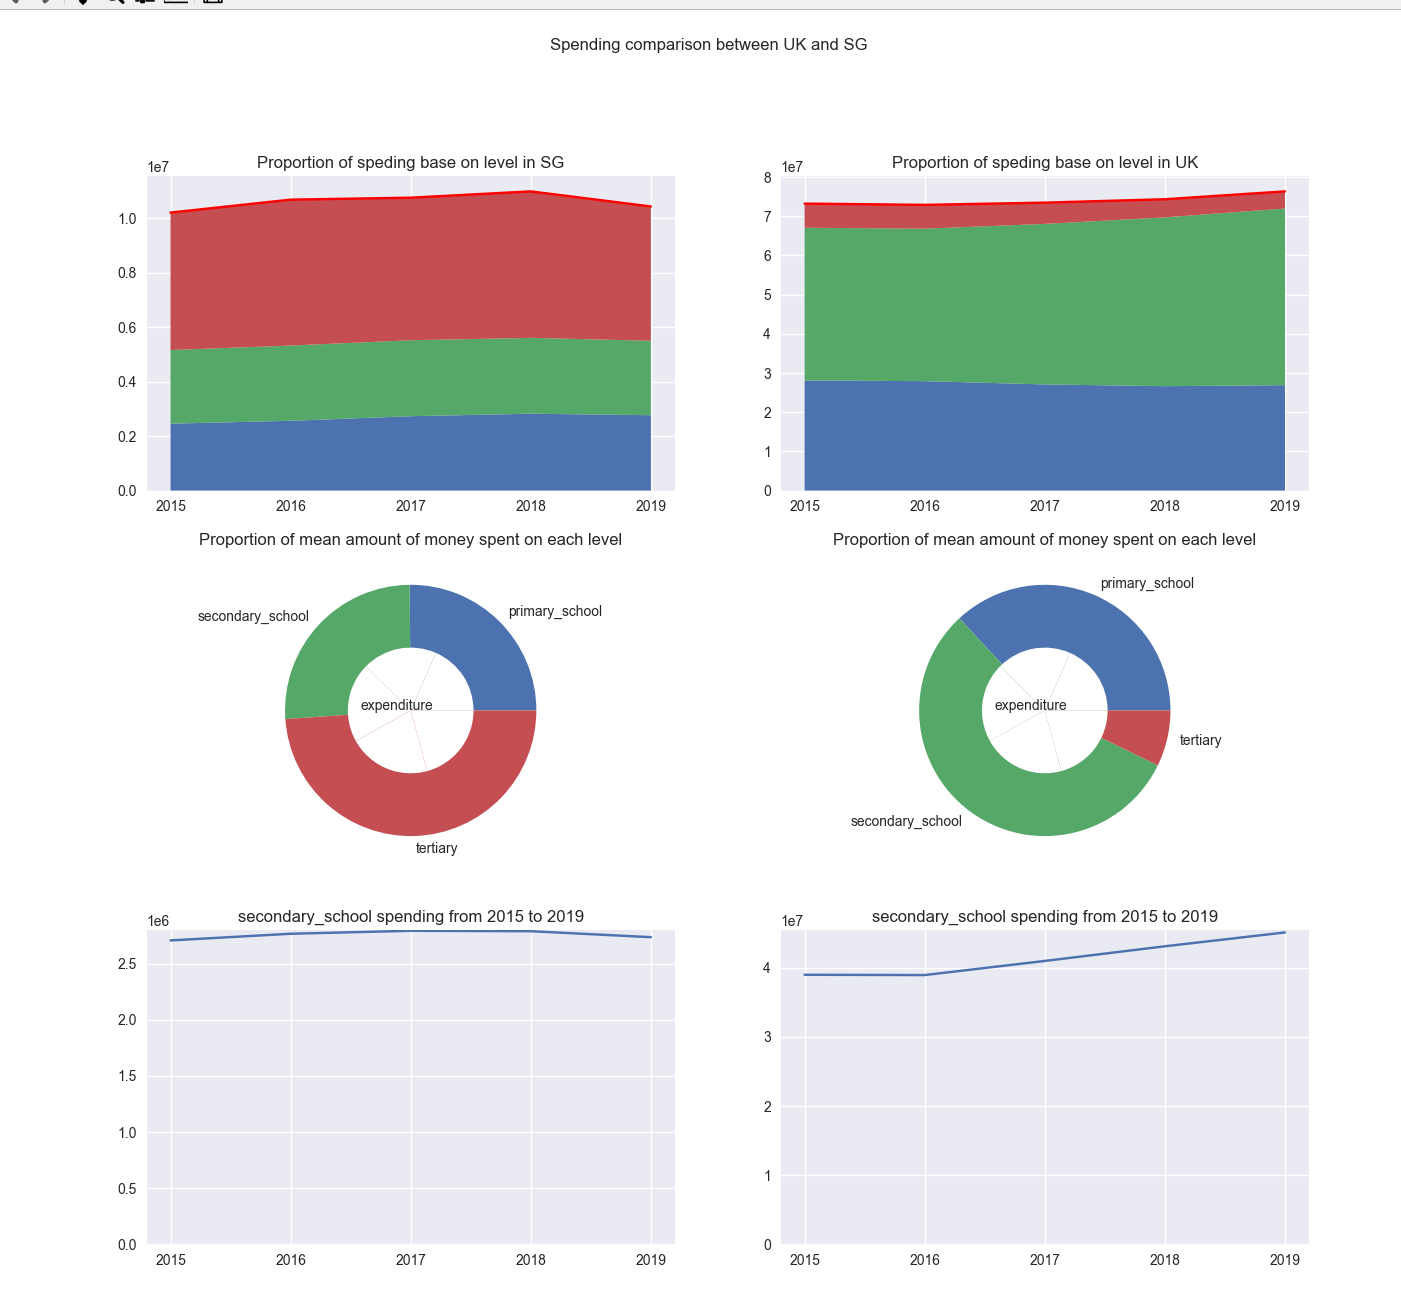 Spending comparison between UK and SG
Proportion of speding base on level in SG
1e7
1.0
0.8
0.6
0.4
0.2
0.0
2015 2016 2017 2018 2019
Proportion of speding base on level in UK
1e7
8
7
6
5
4
3
2
1
0
2015 2016 2017 2018 2019
Proportion of mean amount of money spent on each level
primary_school
secondary_school
expenditure
tertiary
Proportion of mean amount of money spent on each level
primary_school
expenditure
tertiary
secondary_school
secondary_school spending from 2015 to 2019
1e6
2.5
2.0
1.5
1.0
0.5
0.0
2015 2016 2017 2018 2019
secondary_school spending from 2015 to 2019
1e7
4
3
2
1
0
2015 2016 2017 2018 2019